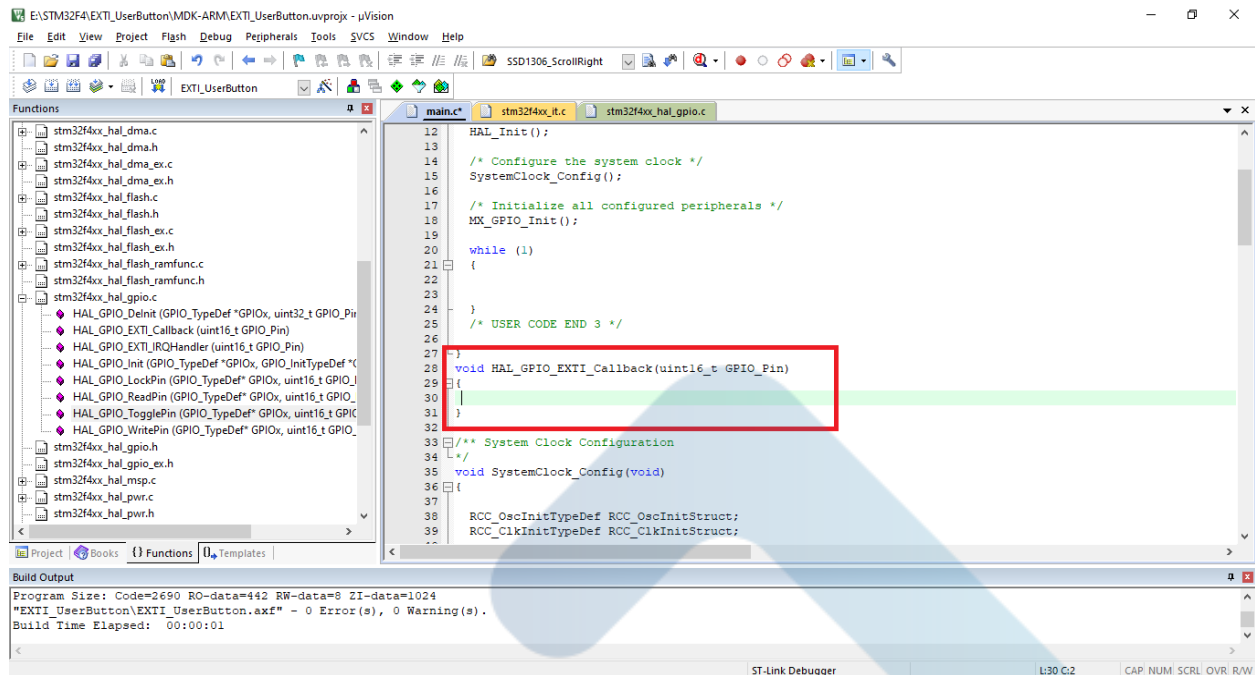 E:\STM32F4\EXTI_UserButton\MDK-ARM\EXTI_UserButton.uvprojx - µVision
File Edit View Project Flash Debug Peripherals Tools SVCS Window Help
SSD1306_ScrollRight
LOAD EXTI_UserButton
Functions
main.c* stm32f4xx_it.c stm32f4xx_hal_gpio.c
stm32f4xx_hal_dma.c
stm32f4xx_hal_dma.h
stm32f4xx_hal_dma_ex.c
stm32f4xx_hal_dma_ex.h
stm32f4xx_hal_flash.c
stm32f4xx_hal_flash.h
stm32f4xx_hal_flash_ex.c
stm32f4xx_hal_flash_ex.h
stm32f4xx_hal_flash_ramfunc.c
stm32f4xx_hal_flash_ramfunc.h
stm32f4xx_hal_gpio.c
HAL_GPIO_DeInit (GPIO_TypeDef *GPIOx, uint32_t GPIO_Pir
HAL_GPIO_EXTI_Callback (uint16_t GPIO_Pin)
HAL_GPIO_EXTI_IRQHandler (uint16_t GPIO_Pin)
HAL_GPIO_Init (GPIO_TypeDef *GPIOx, GPIO_InitTypeDef *(
HAL_GPIO_LockPin (GPIO_TypeDef* GPIOx, uint16_t GPIO_I
HAL_GPIO_ReadPin (GPIO_TypeDef* GPIOx, uint16_t GPIO_
HAL_GPIO_TogglePin (GPIO_TypeDef* GPIOx, uint16_t GPIC
HAL_GPIO_WritePin (GPIO_TypeDef* GPIOx, uint16_t GPIO_
stm32f4xx_hal_gpio.h
stm32f4xx_hal_gpio_ex.h
stm32f4xx_hal_msp.c
stm32f4xx_hal_pwr.c
stm32f4xx_hal_pwr.h
Project Books {} Functions 0 Templates
12 HAL_Init();
13
14 /* Configure the system clock */
15 SystemClock_Config();
16
17 /* Initialize all configured peripherals */
18 MX_GPIO_Init();
19
20 while (1)
21 {
22
23
24 }
25 /* USER CODE END 3 */
26
27 }
28 void HAL_GPIO_EXTI_Callback(uint16_t GPIO_Pin)
29 {
30
31 }
32
33 /** System Clock Configuration
34 */
35 void SystemClock_Config(void)
36 {
37
38 RCC_OscInitTypeDef RCC_OscInitStruct;
39 RCC_ClkInitTypeDef RCC_ClkInitStruct;
Build Output
Program Size: Code=2690 RO-data=442 RW-data=8 ZI-data=1024
"EXTI_UserButton\EXTI_UserButton.axf" - 0 Error(s), 0 Warning(s).
Build Time Elapsed: 00:00:01
ST-Link Debugger L:30 C:2 CAP NUM SCRL OVR R/W